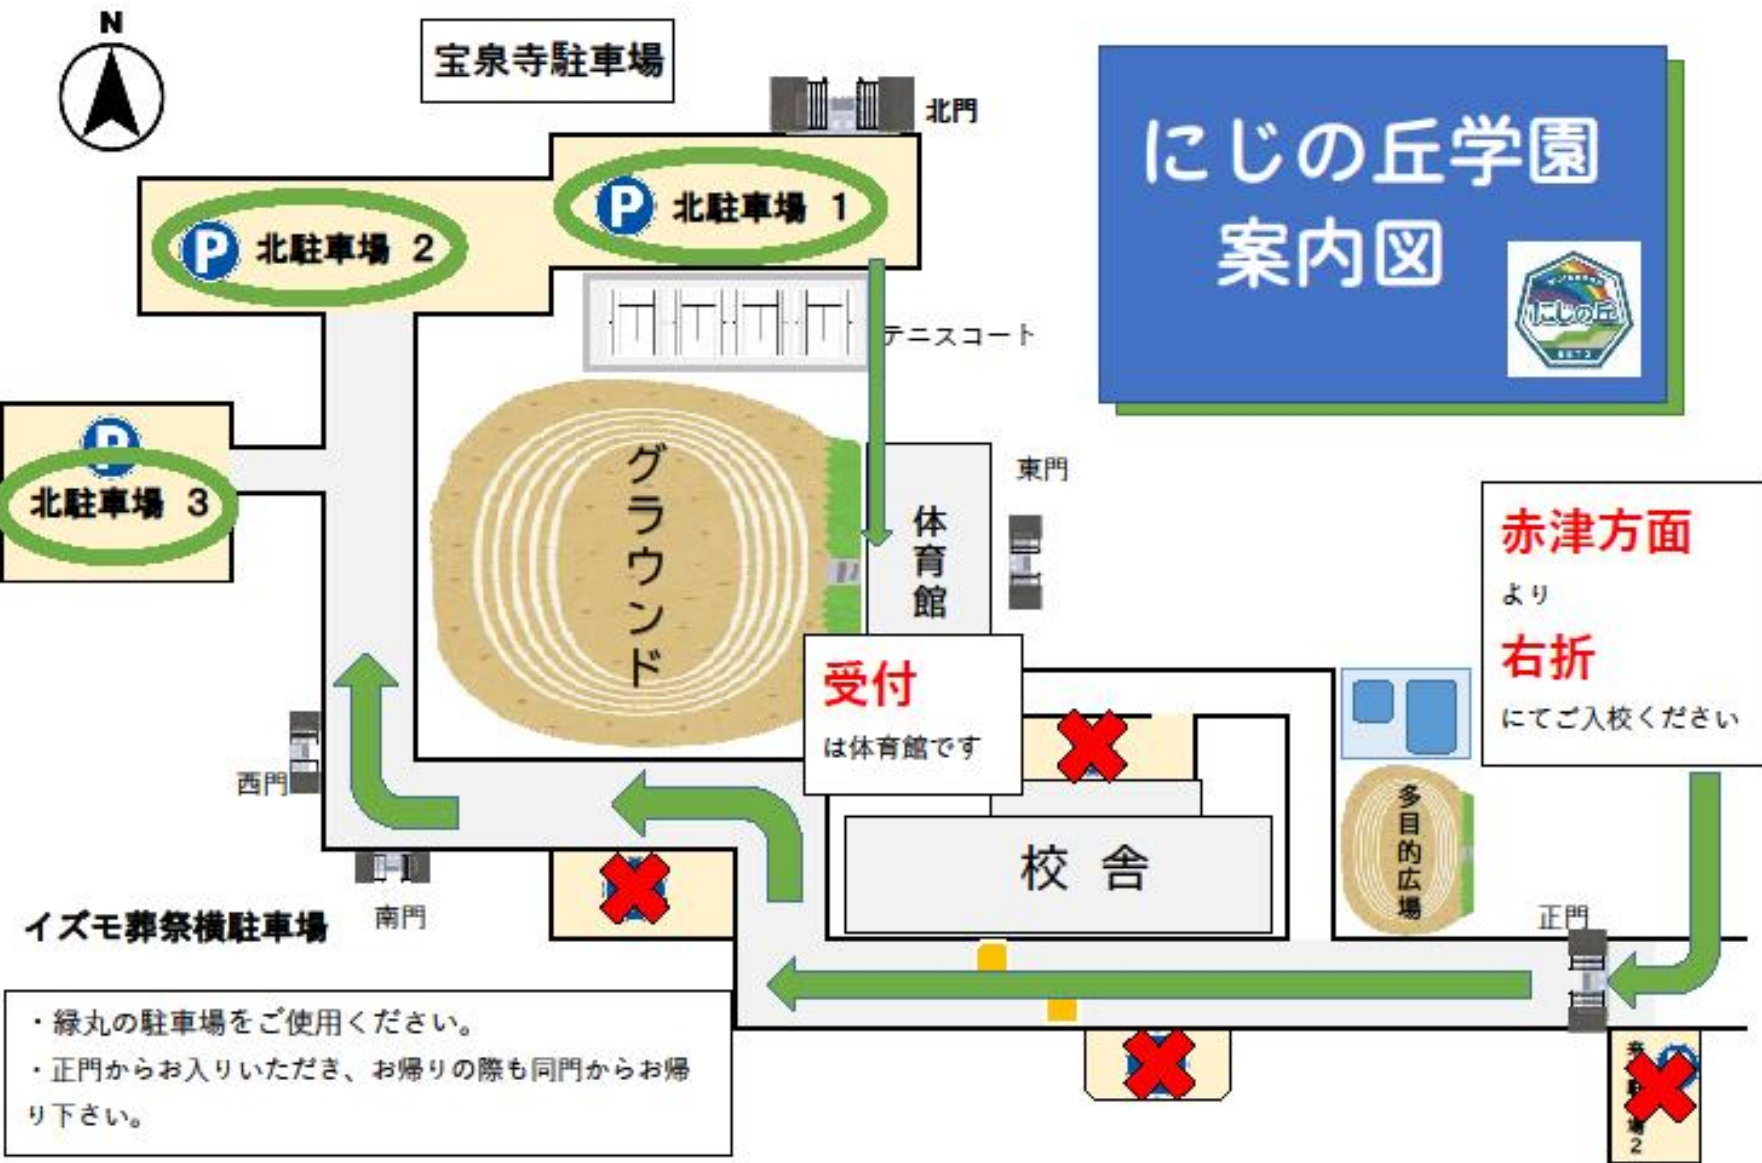 N
宝泉寺駐車場
北門
にじの丘学園
案内図
にじの丘
P 北駐車場 1
P 北駐車場 2
テニスコート
P
北駐車場 3
グラウンド
体育館
東門
赤津方面
より
右折
にてご入校ください
受付
は体育館です
西門
多目的広場
校舎
正門
南門
イズモ葬祭横駐車場
・緑丸の駐車場をご使用ください。
・正門からお入りいただき、お帰りの際も同門からお帰
り下さい。
場2